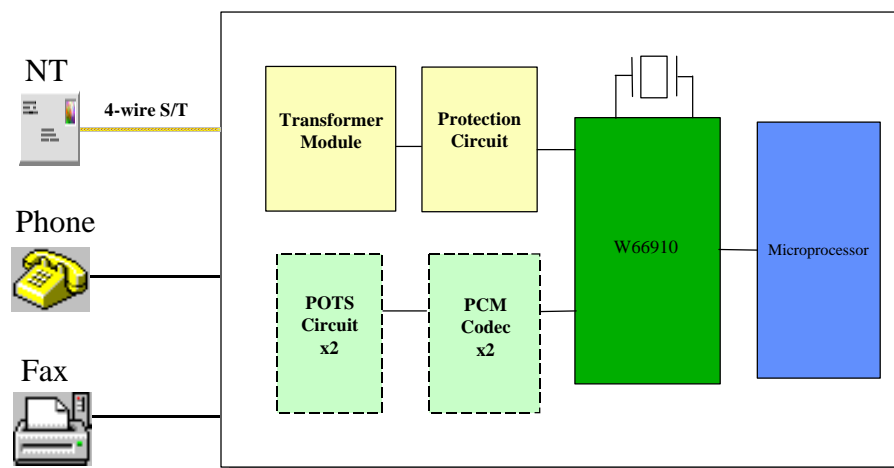 NT
4-wire S/T
Transformer
Module
Protection
Circuit
W66910
Microprocessor
Phone
POTS
Circuit
x2
PCM
Codec
x2
Fax